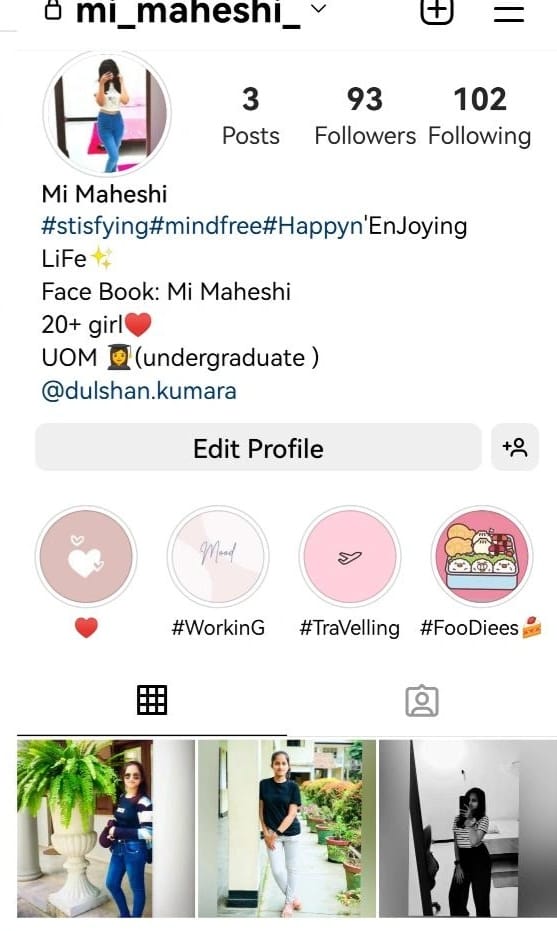 mi_maheshi_
3 93 102
Posts Followers Following
Mi Maheshi
#stisfying#mindfree#Happyn'EnJoying
LiFe✨
Face Book: Mi Maheshi
20+ girl❤️
UOM 👩‍🎓(undergraduate )
@dulshan.kumara
Edit Profile
Mood
❤️ #WorkinG #TraVelling #FooDiees🍰